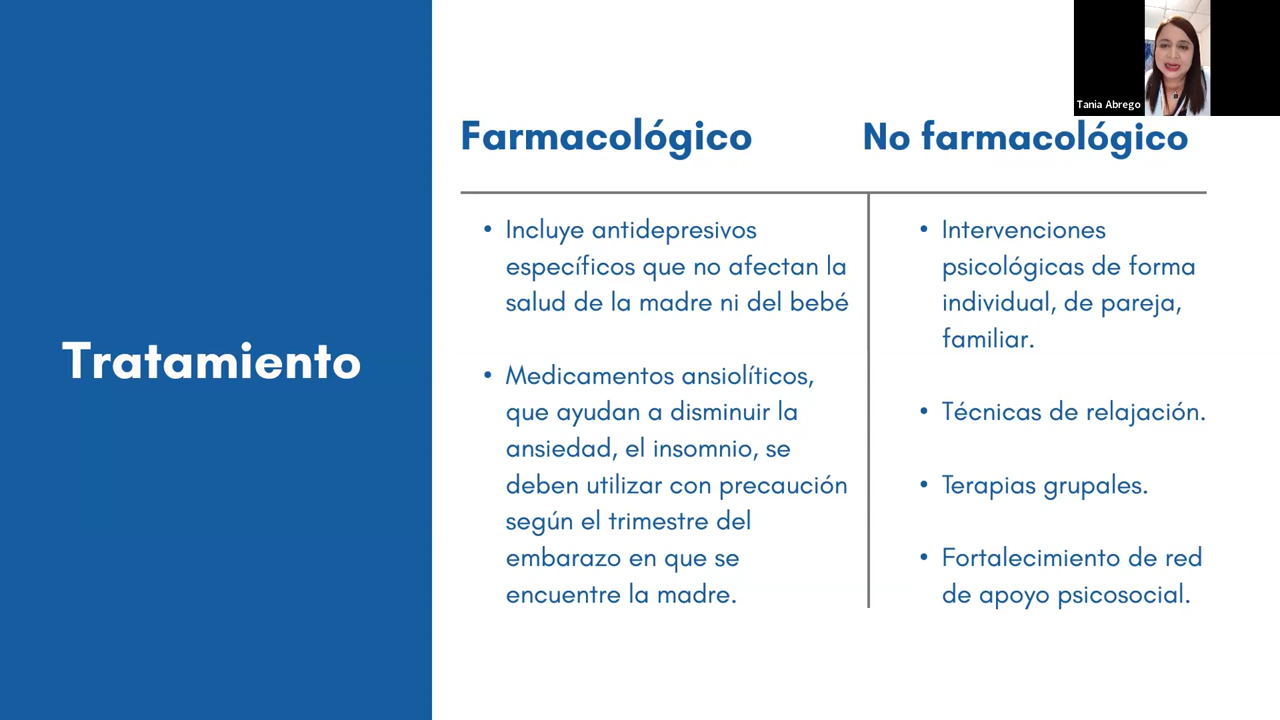 Tania Abrego
Tratamiento
Farmacológico
No farmacológico
• Incluye antidepresivos
específicos que no afectan la
salud de la madre ni del bebé
• Medicamentos ansiolíticos,
que ayudan a disminuir la
ansiedad, el insomnio, se
deben utilizar con precaución
según el trimestre del
embarazo en que se
encuentre la madre.
• Intervenciones
psicológicas de forma
individual, de pareja,
familiar.
• Técnicas de relajación.
• Terapias grupales.
• Fortalecimiento de red
de apoyo psicosocial.